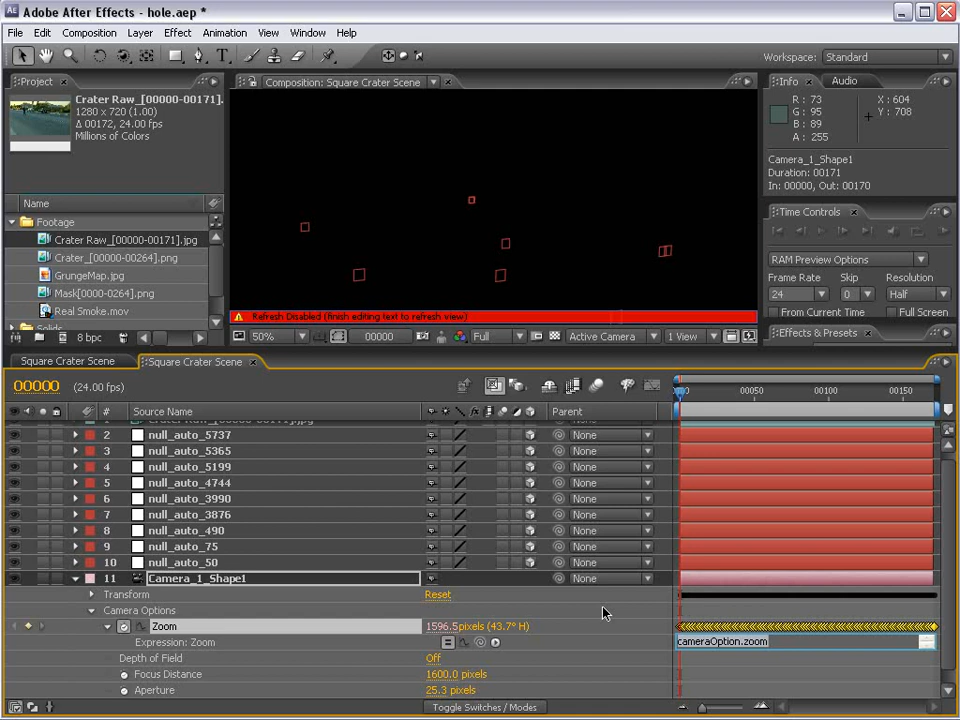 Adobe After Effects - hole.aep *
File Edit Composition Layer Effect Animation View Window Help
Workspace: Standard
Project
Composition: Square Crater Scene
Info
Audio
Crater Raw_[00000-00171].
1280 x 720 (1.00)
Δ 00172, 24.00 fps
Millions of Colors
R : 73
G : 95
B : 89
A : 255
X : 604
Y : 708
Camera_1_Shape1
Duration: 00171
In: 00000, Out: 00170
Name
Footage
Crater Raw_[00000-00171].jpg
Crater_[00000-00264].png
GrungeMap.jpg
Mask[0000-0264].png
Real Smoke.mov
Solids
8 bpc
Time Controls
RAM Preview Options
Frame Rate Skip Resolution
24 0 Half
From Current Time Full Screen
Effects & Presets
Refresh Disabled (finish editing text to refresh view)
50% 00000 Full Active Camera 1 View
Square Crater Scene Square Crater Scene
00000 (24.00 fps)
00050 00100 00150
# Source Name Parent
2 null_auto_5737 None
3 null_auto_5365 None
4 null_auto_5199 None
5 null_auto_4744 None
6 null_auto_3990 None
7 null_auto_3876 None
8 null_auto_490 None
9 null_auto_75 None
10 null_auto_50 None
11 Camera_1_Shape1 None
Transform Reset
Camera Options
Zoom 1596.5pixels (43.7° H)
Expression: Zoom cameraOption.zoom
Depth of Field Off
Focus Distance 1600.0 pixels
Aperture 25.3 pixels
Toggle Switches / Modes